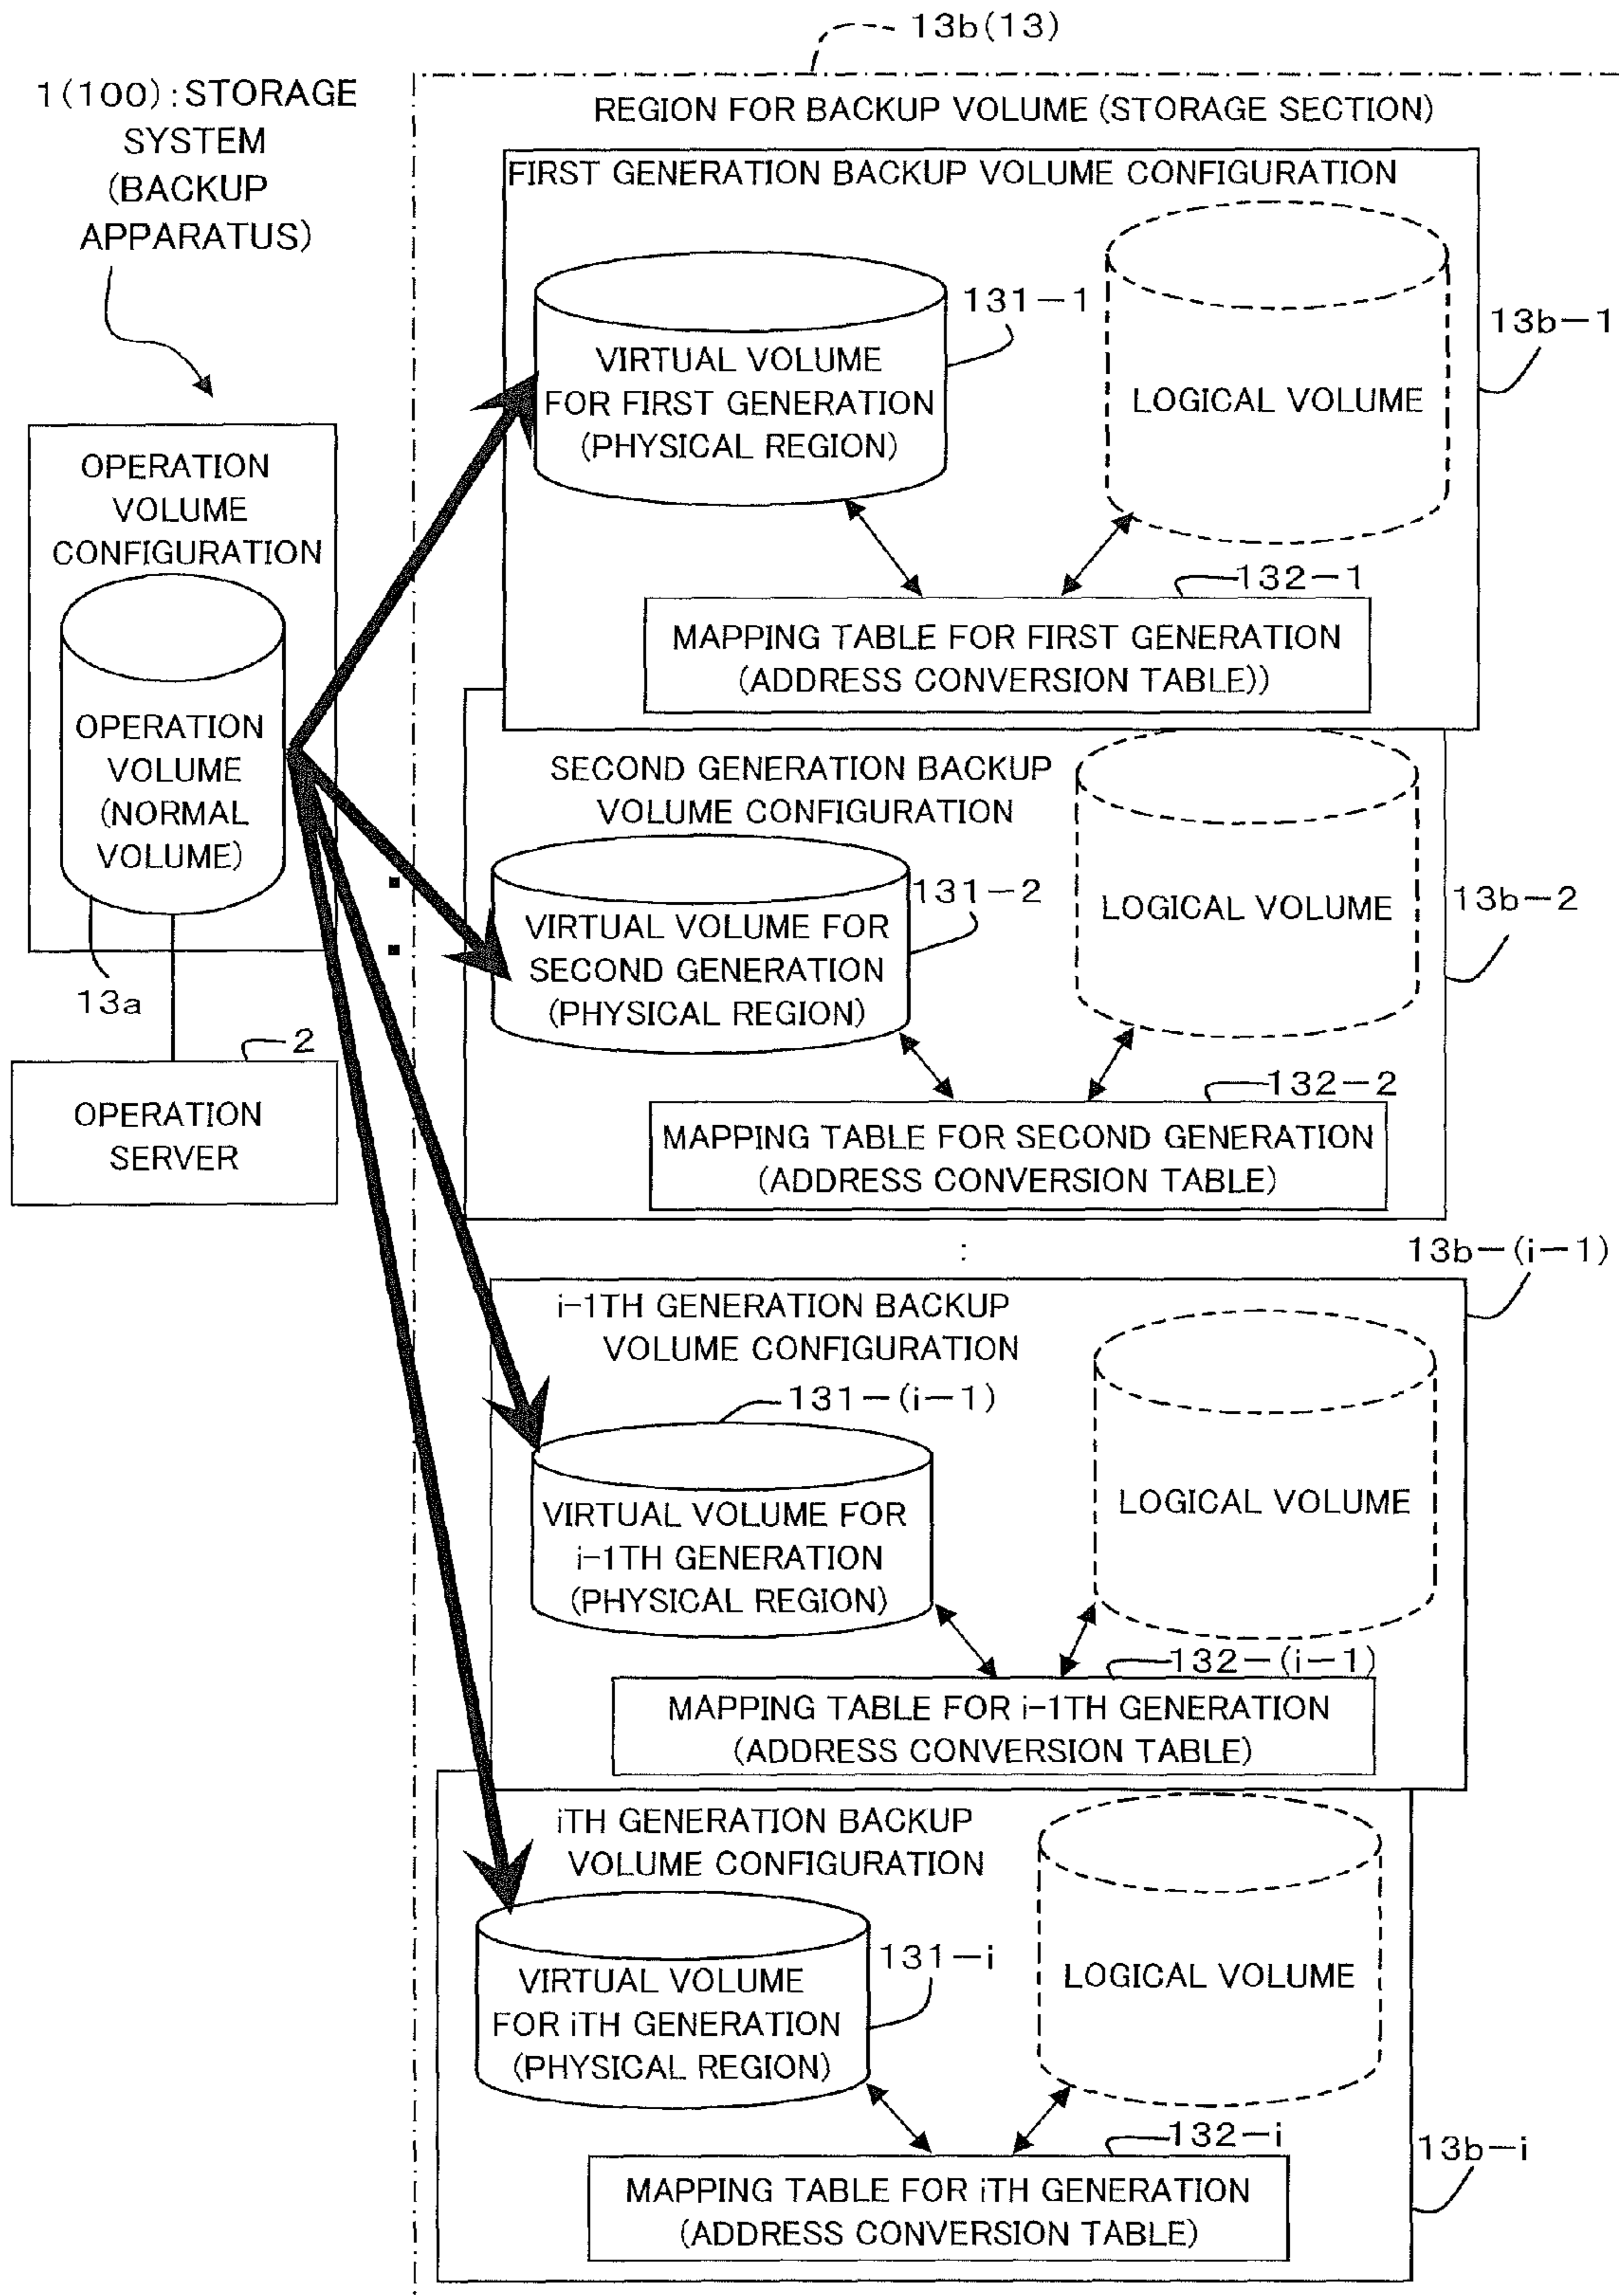 13b(13)
1(100):STORAGE
SYSTEM
(BACKUP
APPARATUS)
REGION FOR BACKUP VOLUME (STORAGE SECTION)
FIRST GENERATION BACKUP VOLUME CONFIGURATION
131-1
13b-1
VIRTUAL VOLUME
FOR FIRST GENERATION
(PHYSICAL REGION)
LOGICAL VOLUME
132-1
MAPPING TABLE FOR FIRST GENERATION
(ADDRESS CONVERSION TABLE))
OPERATION
VOLUME
CONFIGURATION
OPERATION
VOLUME
(NORMAL
VOLUME)
13a
2
OPERATION
SERVER
SECOND GENERATION BACKUP
VOLUME CONFIGURATION
131-2
13b-2
VIRTUAL VOLUME FOR
SECOND GENERATION
(PHYSICAL REGION)
LOGICAL VOLUME
132-2
MAPPING TABLE FOR SECOND GENERATION
(ADDRESS CONVERSION TABLE)
:
13b-(i-1)
i-1TH GENERATION BACKUP
VOLUME CONFIGURATION
131-(i-1)
VIRTUAL VOLUME FOR
i-1TH GENERATION
(PHYSICAL REGION)
LOGICAL VOLUME
132-(i-1)
MAPPING TABLE FOR i-1TH GENERATION
(ADDRESS CONVERSION TABLE)
iTH GENERATION BACKUP
VOLUME CONFIGURATION
131-i
VIRTUAL VOLUME
FOR iTH GENERATION
(PHYSICAL REGION)
LOGICAL VOLUME
132-i
13b-i
MAPPING TABLE FOR iTH GENERATION
(ADDRESS CONVERSION TABLE)